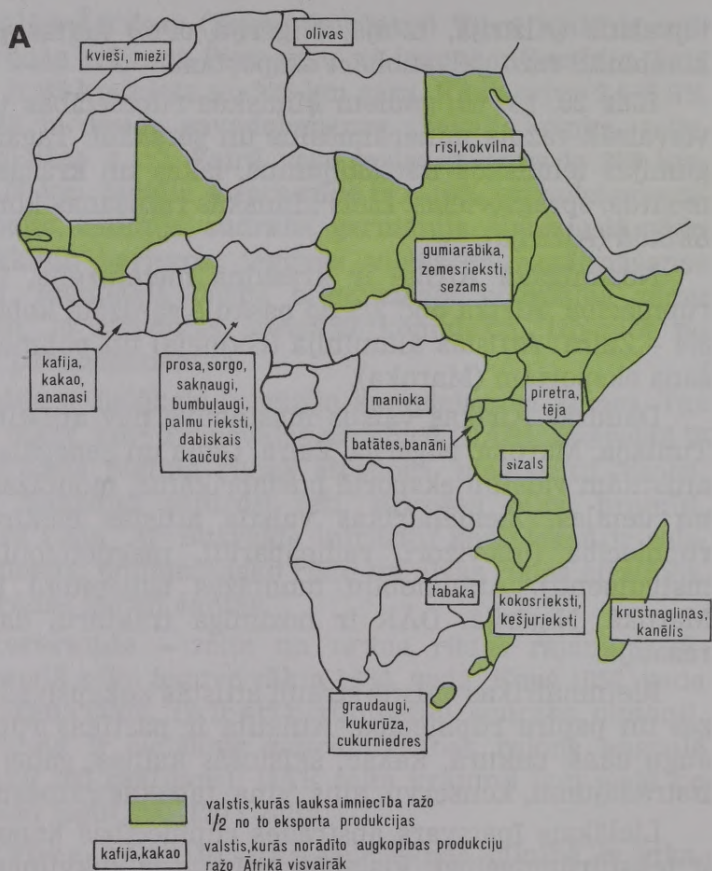 A
kvieši, mieži
olīvas
rīsi, kokvilna
gumiarābika,
zemesrieksti,
sezams
kafija,
kakao,
ananasi
prosa, sorgo,
sakņaugi,
bumbuļaugi,
palmu rieksti,
dabiskais
kaučuks
manioka
piretra,
tēja
batātes, banāni
sizals
tabaka
kokosrieksti,
kešjurieksti
krustnagliņas,
kanēlis
graudaugi,
kukurūza,
cukurniedres
valstis, kurās lauksaimniecība ražo
1/2 no to eksporta produkcijas
kafija, kakao
valstis, kurās norādīto augkopības produkciju
ražo Āfrikā visvairāk